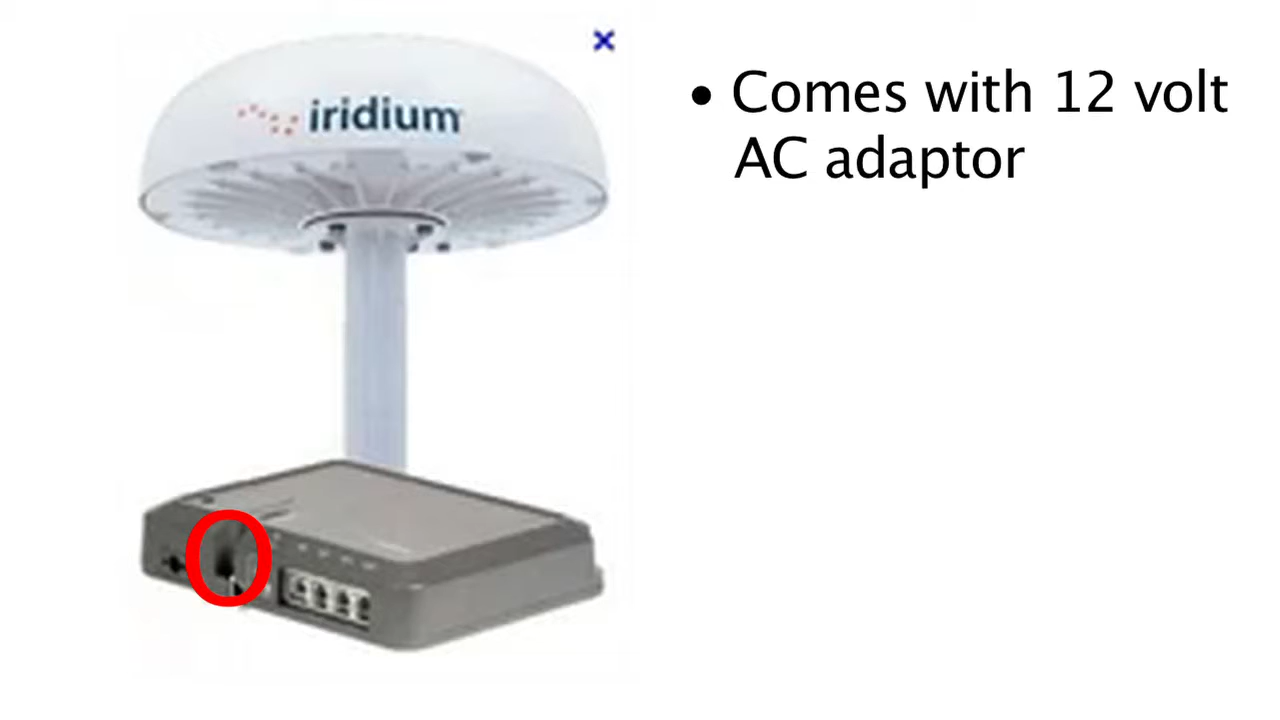 iridium
• Comes with 12 volt
AC adaptor